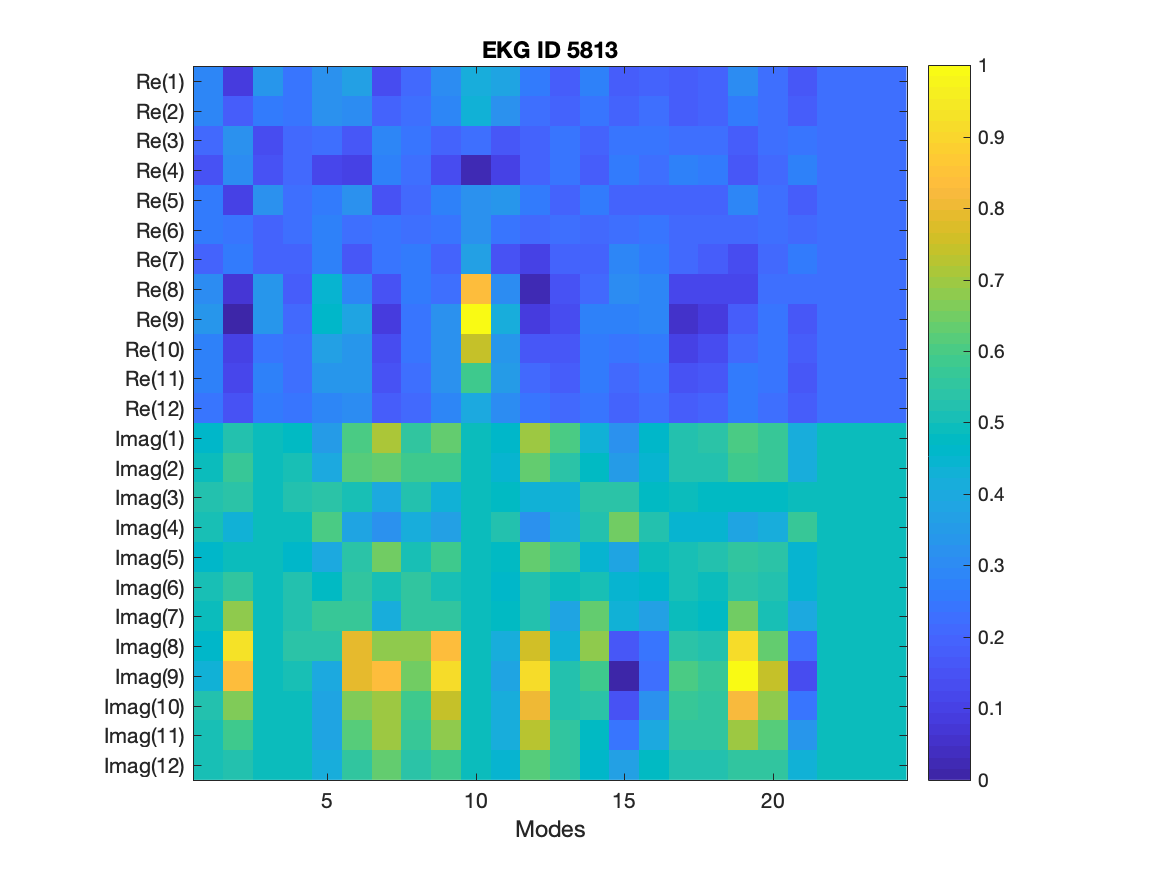 EKG ID 5813
Re(1)
Re(2)
Re(3)
Re(4)
Re(5)
Re(6)
Re(7)
Re(8)
Re(9)
Re(10)
Re(11)
Re(12)
Imag(1)
Imag(2)
Imag(3)
Imag(4)
Imag(5)
Imag(6)
Imag(7)
Imag(8)
Imag(9)
Imag(10)
Imag(11)
Imag(12)
5 10 15 20
Modes
1
0.9
0.8
0.7
0.6
0.5
0.4
0.3
0.2
0.1
0